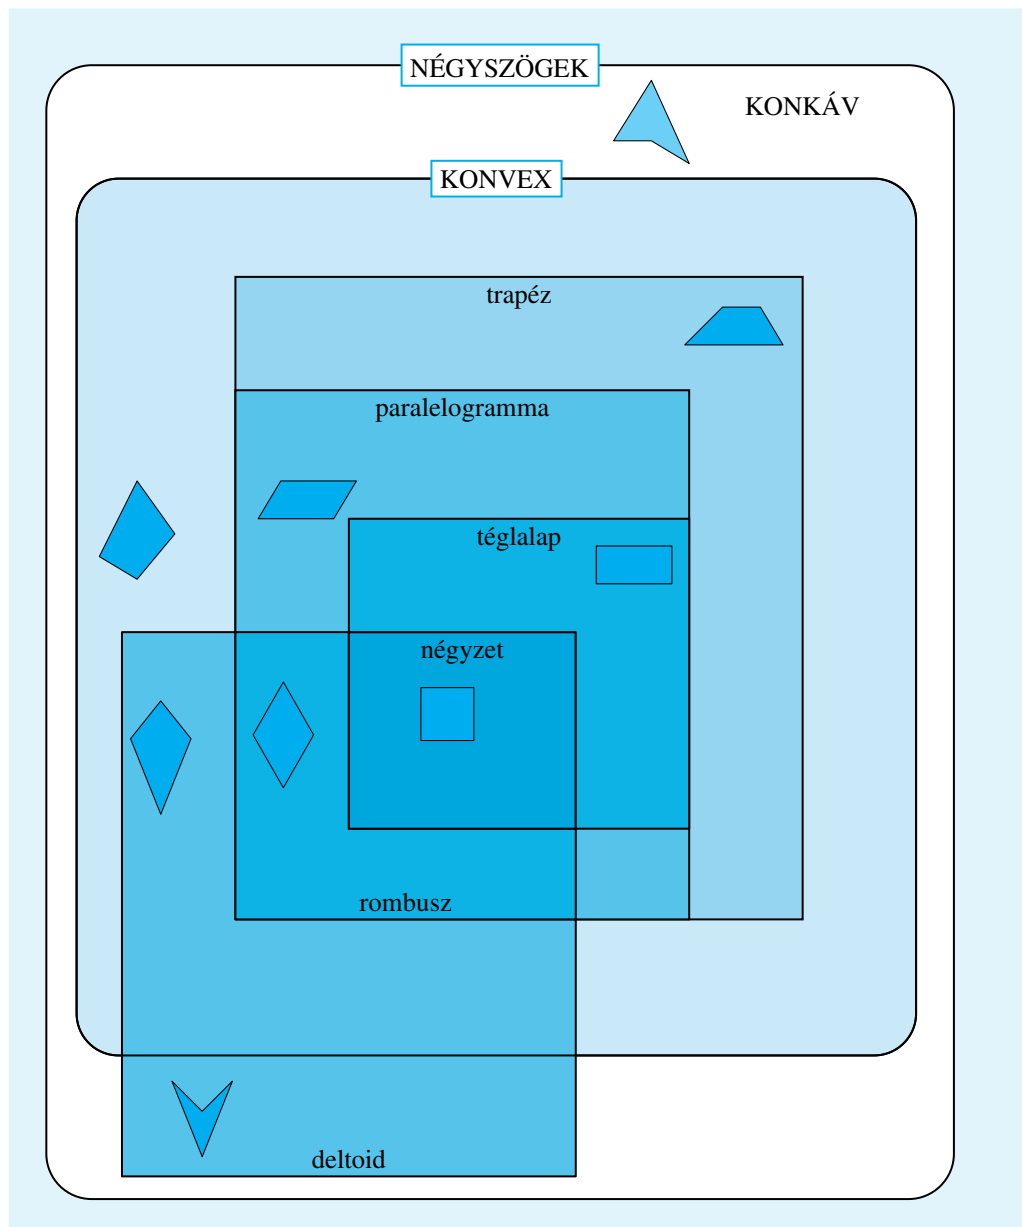 NÉGYSZÖGEK
KONKÁV
KONVEX
trapéz
paralelogramma
téglalap
négyzet
rombusz
deltoid